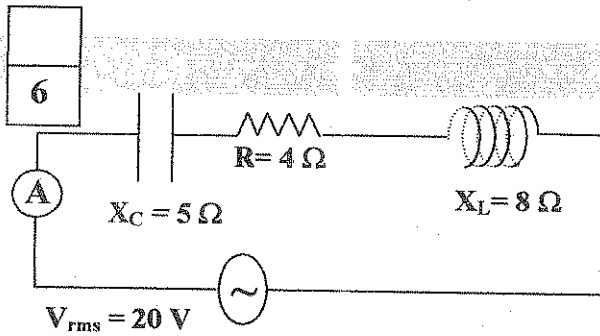 6
R= 4 Ω
A
X_C = 5 Ω
X_L= 8 Ω
~
V_rms = 20 V